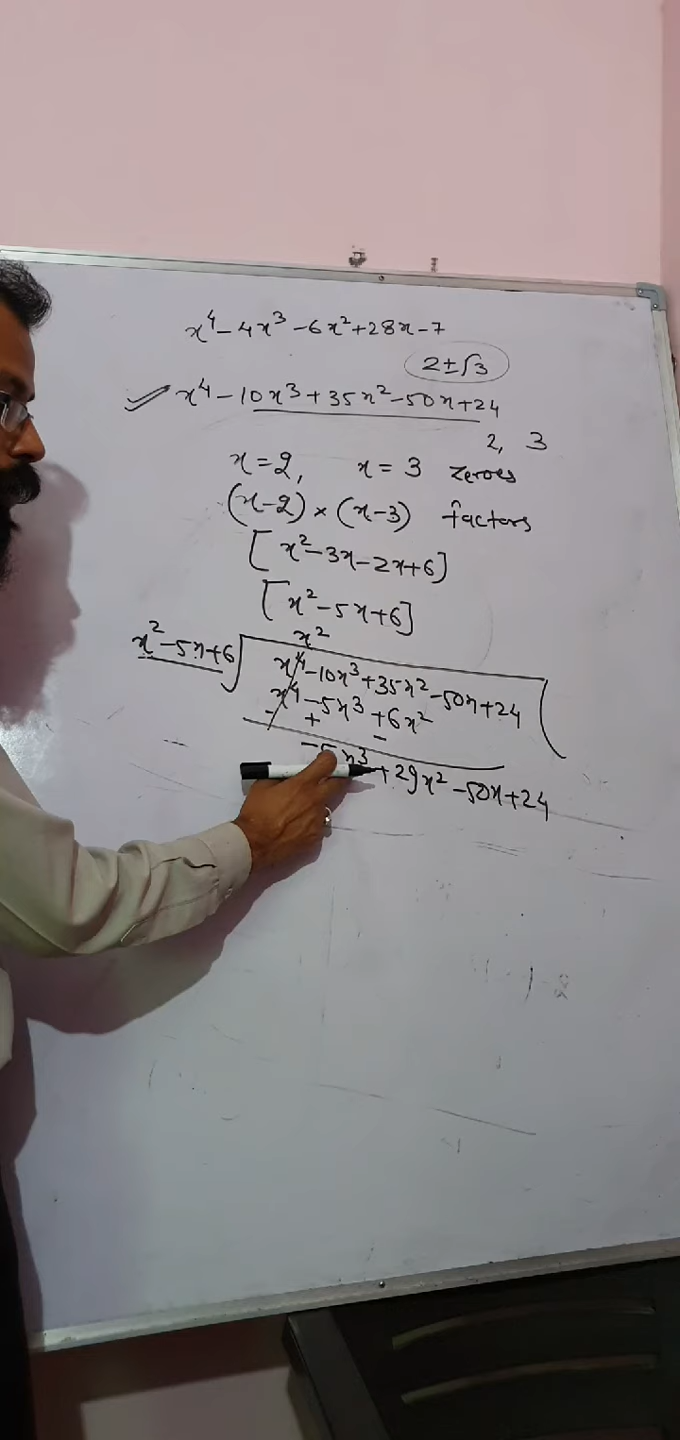 x⁴-4x³-6x²+28x-7
2±√3
x⁴-10x³+35x²-50x+24
2, 3
x=2, x=3 zeroes
(x-2)×(x-3) factors
[x²-3x-2x+6]
[x²-5x+6]
x²
x²-5x+6) x⁴-10x³+35x²-50x+24
x⁴-5x³+6x²
- + -
-5x³+29x²-50x+24